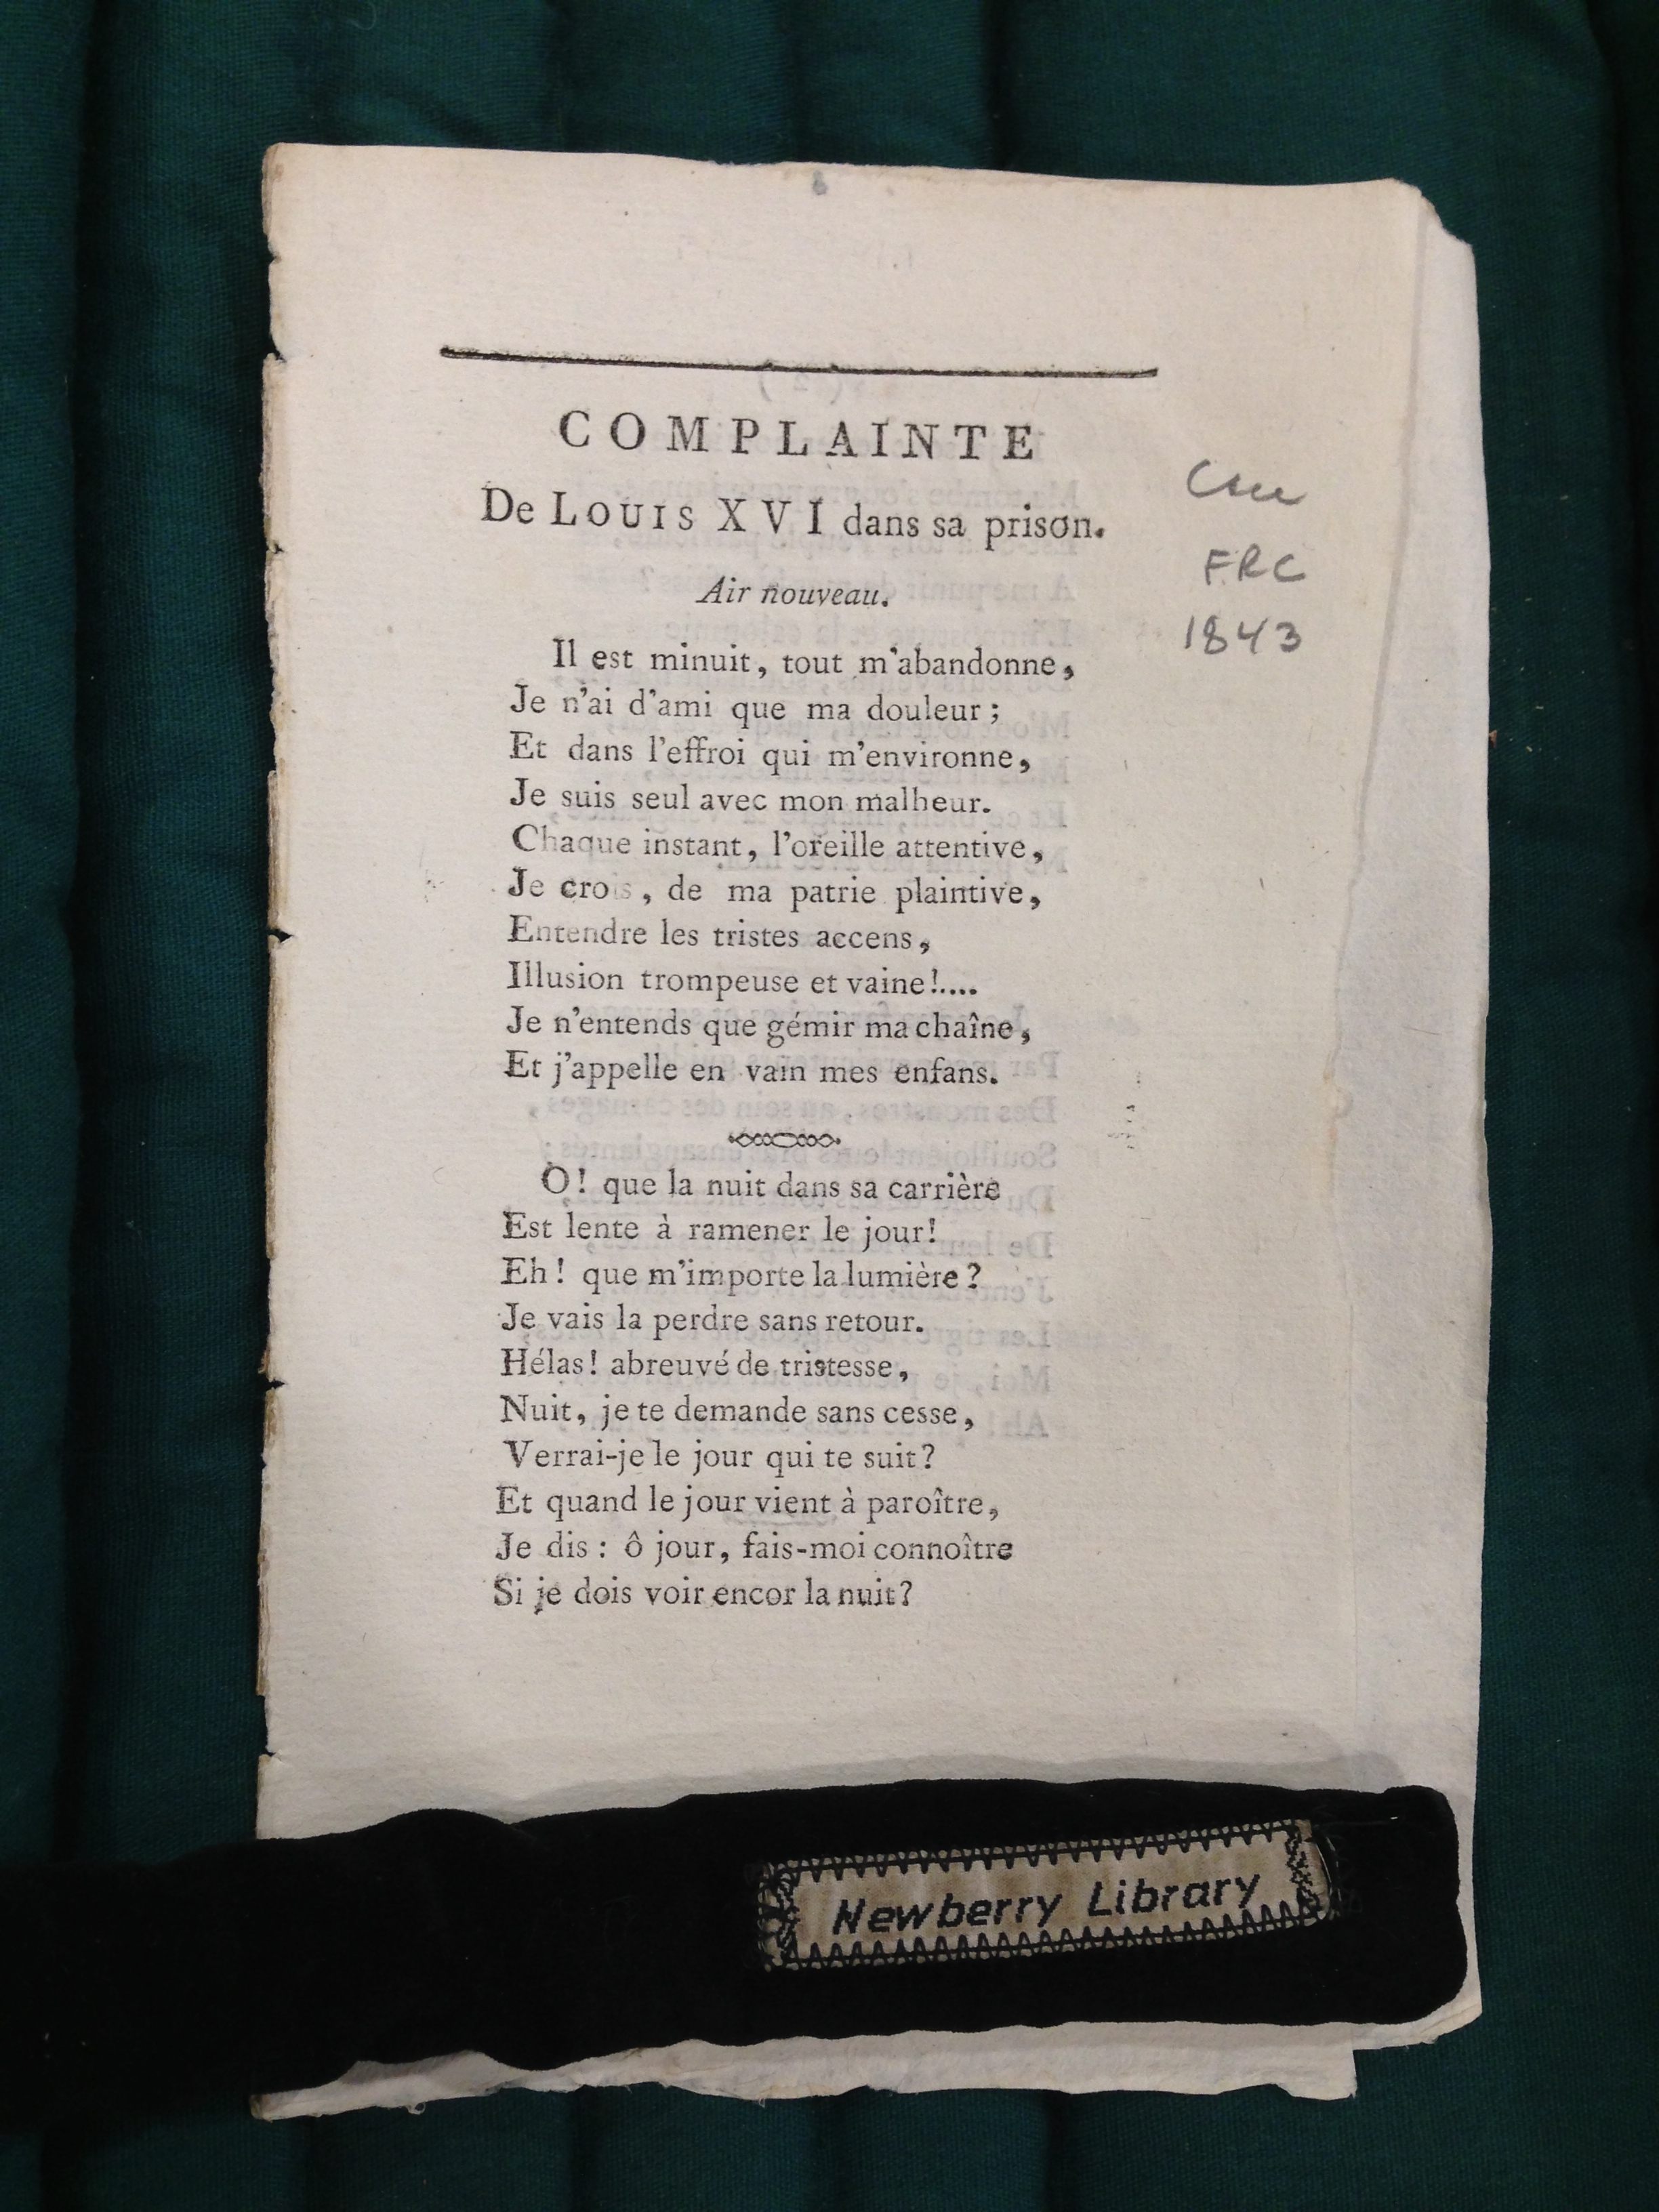 COMPLAINTE
De LOUIS XVI dans sa prison.
Air nouveau.
Case
FRC
1843
Il est minuit, tout m'abandonne,
Je n'ai d'ami que ma douleur;
Et dans l'effroi qui m'environne,
Je suis seul avec mon malheur.
Chaque instant, l'oreille attentive,
Je crois, de ma patrie plaintive,
Entendre les tristes accens,
Illusion trompeuse et vaine!....
Je n'entends que gémir ma chaîne,
Et j'appelle en vain mes enfans.
O! que la nuit dans sa carrière
Est lente à ramener le jour!
Eh! que m'importe la lumière?
Je vais la perdre sans retour.
Hélas! abreuvé de tristesse,
Nuit, je te demande sans cesse,
Verrai-je le jour qui te suit?
Et quand le jour vient à paroître,
Je dis: ô jour, fais-moi connoître
Si je dois voir encor la nuit?
Newberry Library